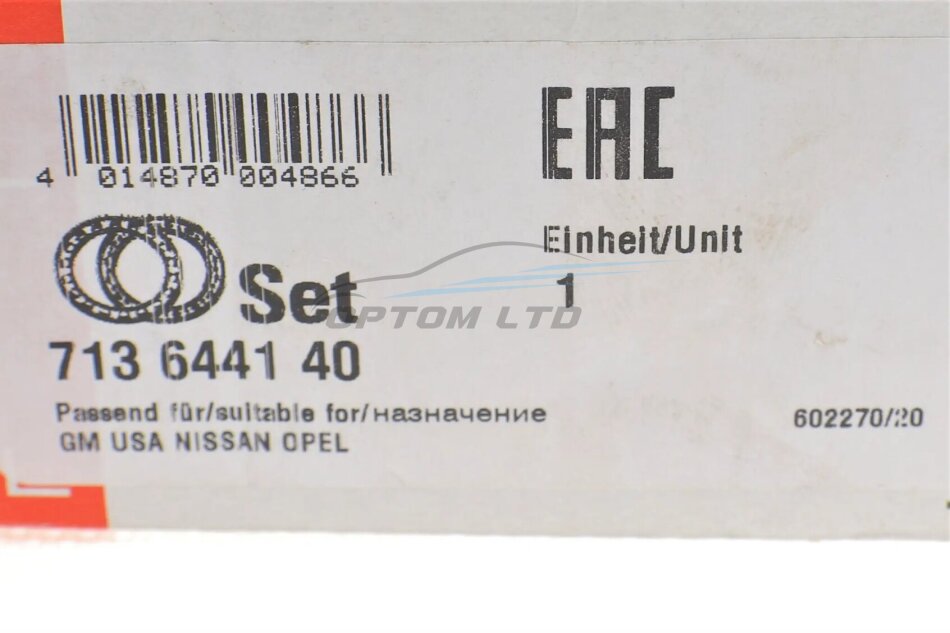 4 014870 004866
EAC
Einheit/Unit
1
Set
OPTOM LTD
713 6441 40
Passend für/suitable for/назначение
GM USA NISSAN OPEL
602270/20